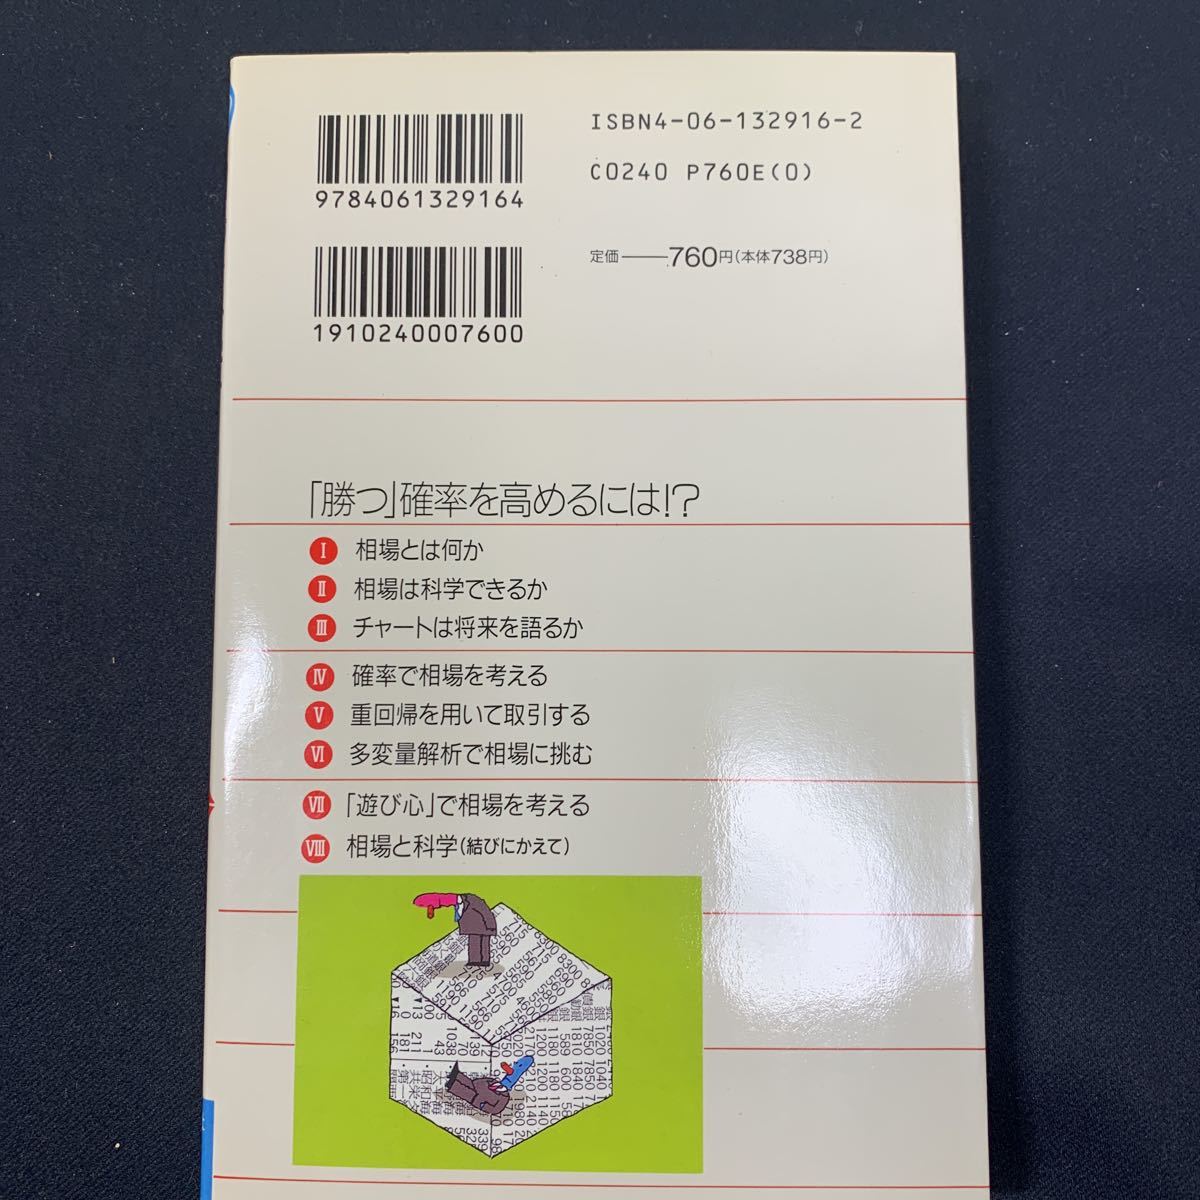 ISBN4-06-132916-2
9784061329164
C0240 P760E(0)
定価──760円(本体738円)
1910240007600
「勝つ」確率を高めるには!?
Ⅰ 相場とは何か
Ⅱ 相場は科学できるか
Ⅲ チャートは将来を語るか
Ⅳ 確率で相場を考える
Ⅴ 重回帰を用いて取引する
Ⅵ 多変量解析で相場に挑む
Ⅶ 「遊び心」で相場を考える
Ⅷ 相場と科学(結びにかえて)